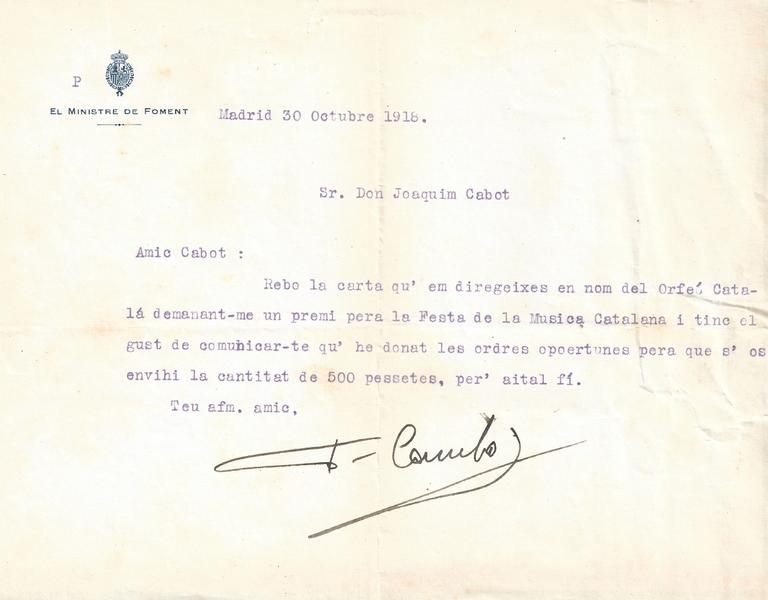 P
EL MINISTRE DE FOMENT
Madrid 30 Octubre 1918.
Sr. Don Joaquim Cabot
Amic Cabot :
Rebo la carta qu' em diregeixes en nom del Orfeó Cata-
lá demanant-me un premi pera la Festa de la Musica Catalana i tinc el
gust de comunicar-te qu' he donat les ordres opoertunes pera que s' os
envihi la cantitat de 500 pessetes, per' aital fí.
Teu afm. amic,
F- Cambó